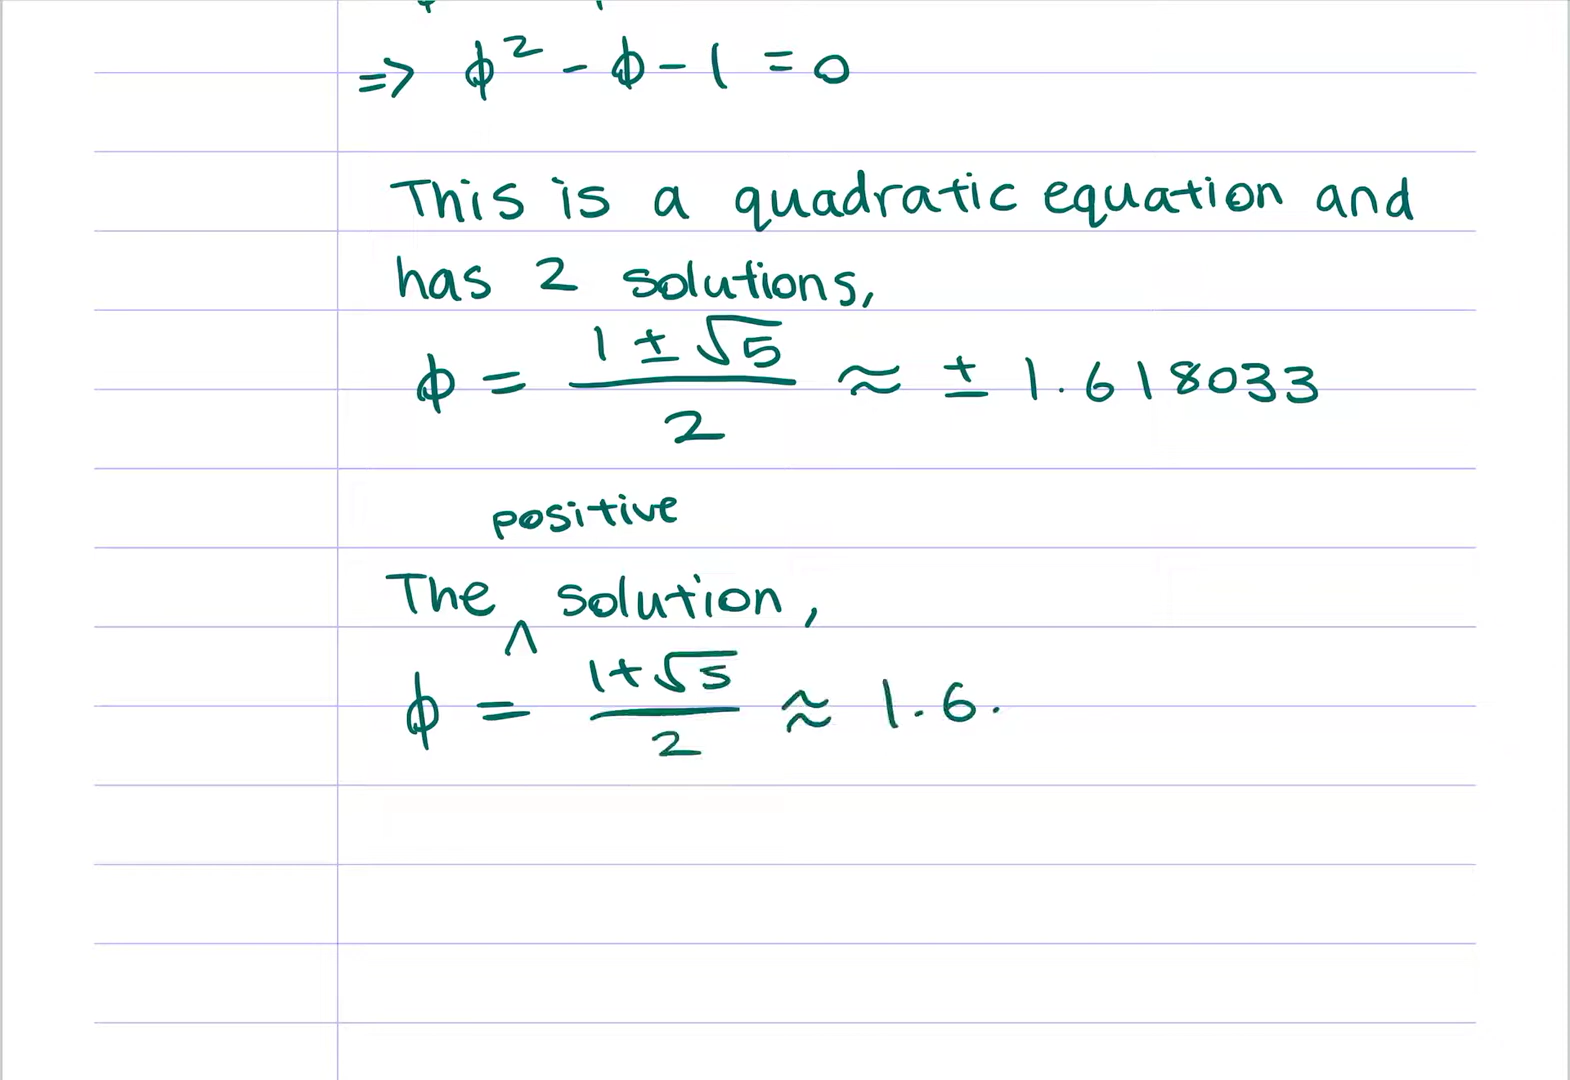 => ϕ² - ϕ - 1 = 0
This is a quadratic equation and
has 2 solutions,
ϕ = (1 ± √5)/2 ≈ ± 1.618033
positive
The ^ solution,
ϕ = (1+√5)/2 ≈ 1.6.